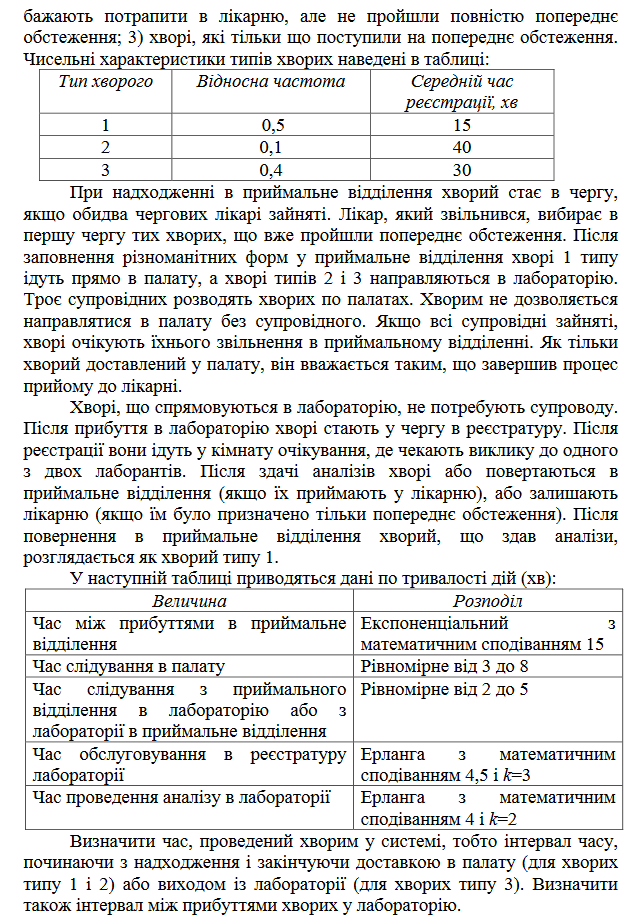 бажають потрапити в лікарню, але не пройшли повністю попереднє
обстеження; 3) хворі, які тільки що поступили на попереднє обстеження.
Чисельні характеристики типів хворих наведені в таблиці:
Тип хворого Відносна частота Середній час
реєстрації, хв
1 0,5 15
2 0,1 40
3 0,4 30
При надходженні в приймальне відділення хворий стає в чергу,
якщо обидва чергових лікарі зайняті. Лікар, який звільнився, вибирає в
першу чергу тих хворих, що вже пройшли попереднє обстеження. Після
заповнення різноманітних форм у приймальне відділення хворі 1 типу
ідуть прямо в палату, а хворі типів 2 і 3 направляються в лабораторію.
Троє супровідних розводять хворих по палатах. Хворим не дозволяється
направлятися в палату без супровідного. Якщо всі супровідні зайняті,
хворі очікують їхнього звільнення в приймальному відділенні. Як тільки
хворий доставлений у палату, він вважається таким, що завершив процес
прийому до лікарні.
Хворі, що спрямовуються в лабораторію, не потребують супроводу.
Після прибуття в лабораторію хворі стають у чергу в реєстратуру. Після
реєстрації вони ідуть у кімнату очікування, де чекають виклику до одного
з двох лаборантів. Після здачі аналізів хворі або повертаються в
приймальне відділення (якщо їх приймають у лікарню), або залишають
лікарню (якщо їм було призначено тільки попереднє обстеження). Після
повернення в приймальне відділення хворий, що здав аналізи,
розглядається як хворий типу 1.
У наступній таблиці приводяться дані по тривалості дій (хв):
Величина Розподіл
Час між прибуттями в приймальне Експоненціальний з
відділення математичним сподіванням 15
Час слідування в палату Рівномірне від 3 до 8
Час слідування з приймального Рівномірне від 2 до 5
відділення в лабораторію або з
лабораторії в приймальне відділення
Час обслуговування в реєстратуру Ерланга з математичним
лабораторії сподіванням 4,5 і k=3
Час проведення аналізу в лабораторії Ерланга з математичним
сподіванням 4 і k=2
Визначити час, проведений хворим у системі, тобто інтервал часу,
починаючи з надходження і закінчуючи доставкою в палату (для хворих
типу 1 і 2) або виходом із лабораторії (для хворих типу 3). Визначити
також інтервал між прибуттями хворих у лабораторію.